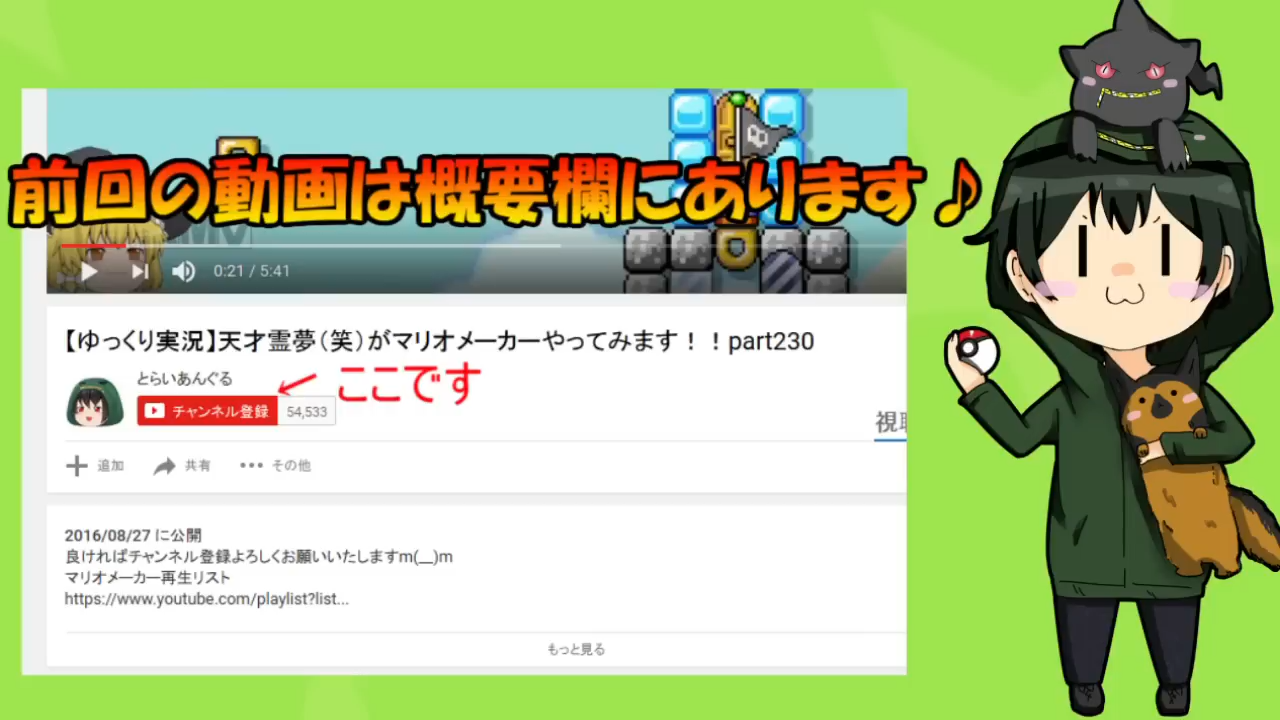 前回の動画は概要欄にあります♪
0:21 / 5:41
【ゆっくり実況】天才霊夢（笑）がマリオメーカーやってみます！！part230
とらいあんぐる
チャンネル登録 54,533
ここです
視聴
追加 共有 その他
2016/08/27 に公開
良ければチャンネル登録よろしくお願いいたしますm(__)m
マリオメーカー再生リスト
https://www.youtube.com/playlist?list...
もっと見る